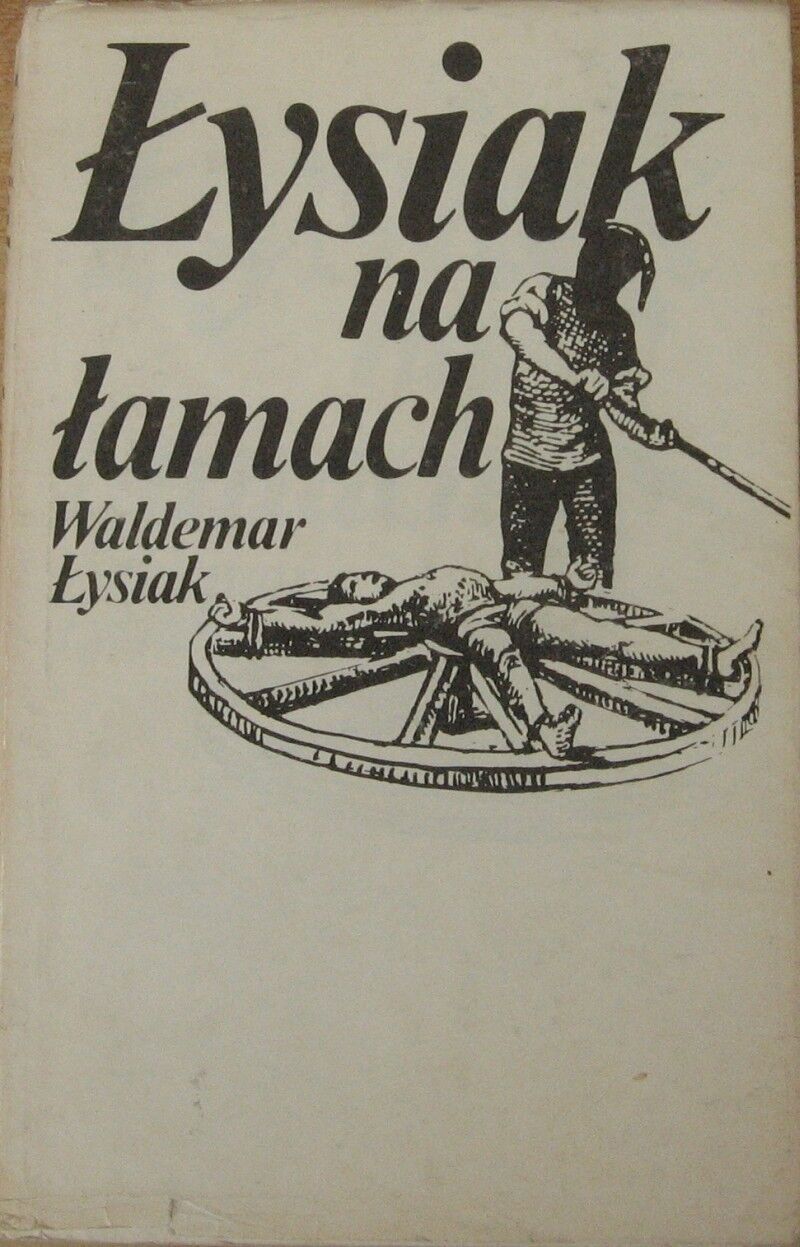 Łysiak
na
łamach
Waldemar
Łysiak